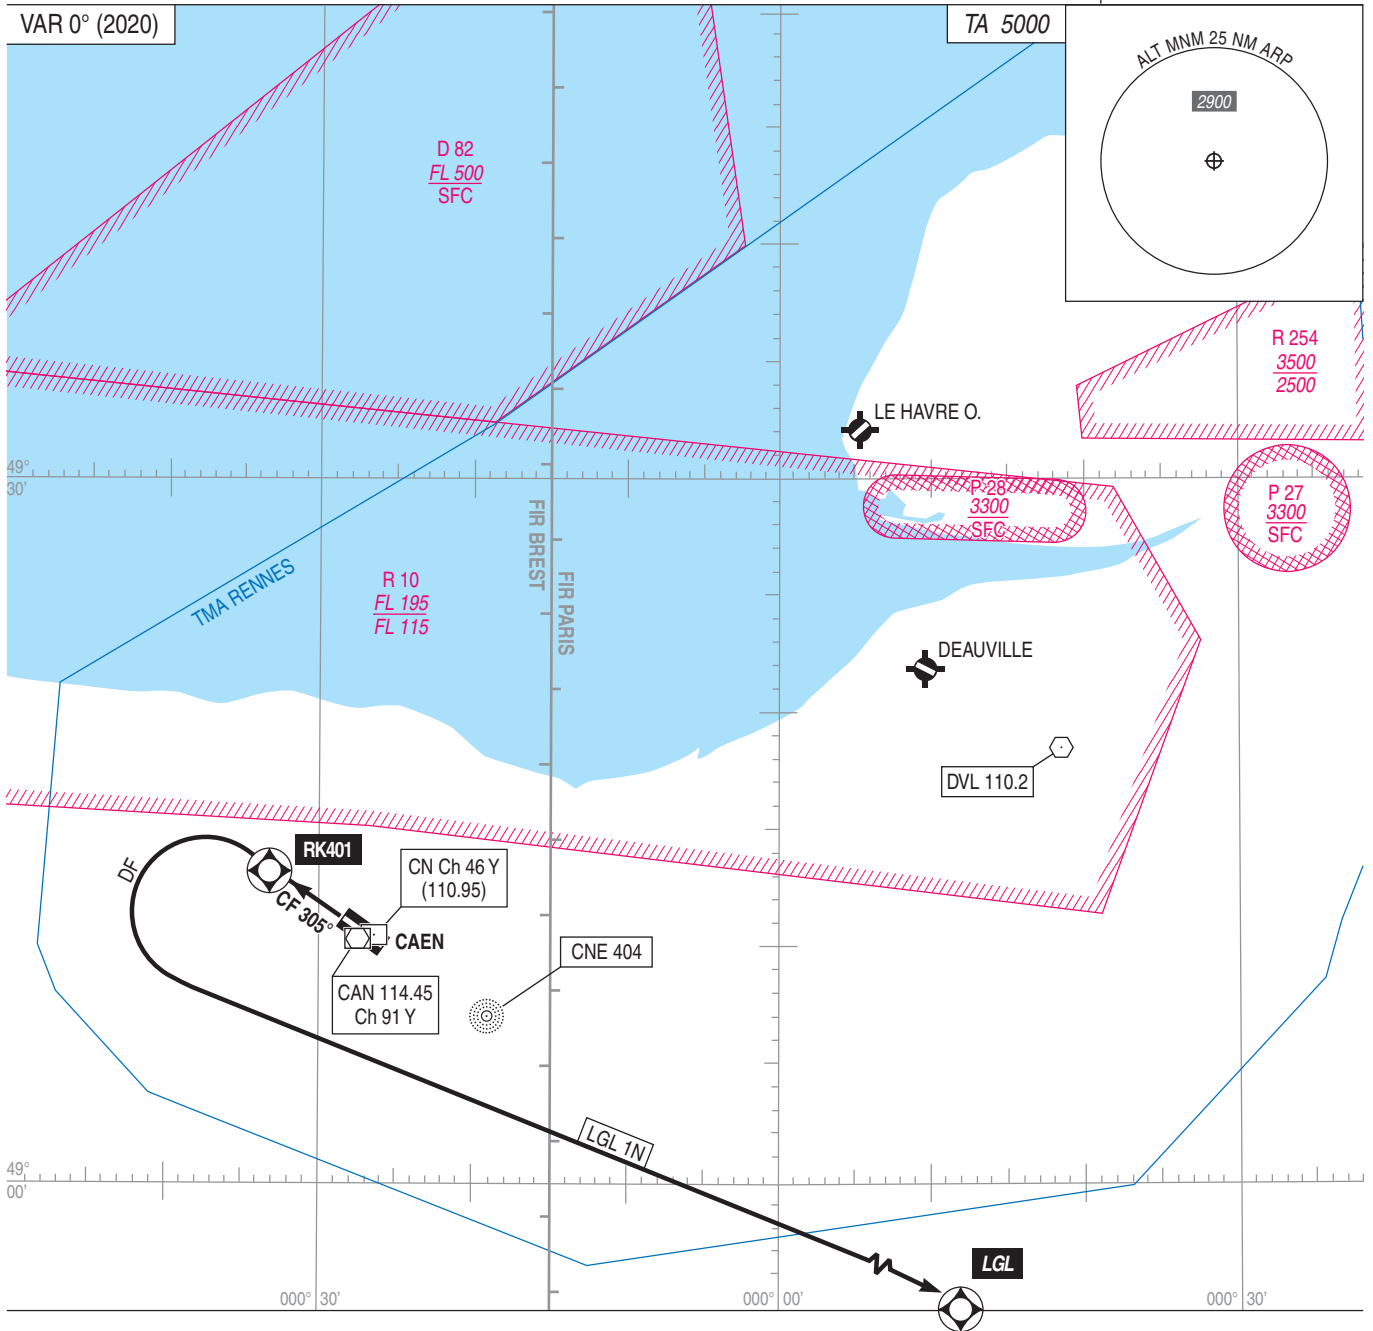 VAR 0° (2020)
TA 5000
ALT MNM 25 NM ARP
2900
D 82
FL 500
SFC
R 254
3500
2500
LE HAVRE O.
49°
30'
P 28
3300
SFC
P 27
3300
SFC
FIR BREST
FIR PARIS
TMA RENNES
R 10
FL 195
FL 115
DEAUVILLE
DVL 110.2
DF
RK401
CN Ch 46 Y
(110.95)
CF 305°
CAEN
CNE 404
CAN 114.45
Ch 91 Y
LGL 1N
49°
00'
LGL
000° 30'
000° 00'
000° 30'